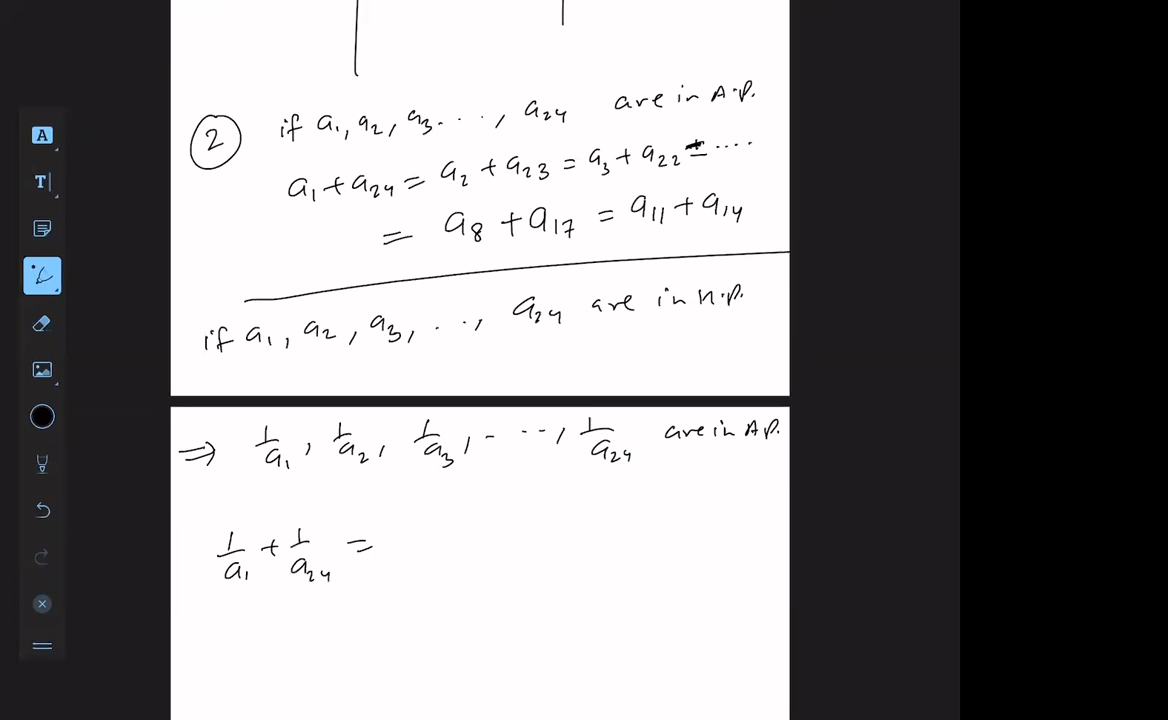 ② if a₁, a₂, a₃. . . ., a₂₄ are in A.P.
a₁ + a₂₄ = a₂ + a₂₃ = a₃ + a₂₂ = ....
= a₈ + a₁₇ = a₁₁ + a₁₄
if a₁, a₂, a₃, . . ., a₂₄ are in H.P.
⇒ 1/a₁, 1/a₂, 1/a₃, - - -, 1/a₂₄ are in A.P.
1/a₁ + 1/a₂₄ =
A
T